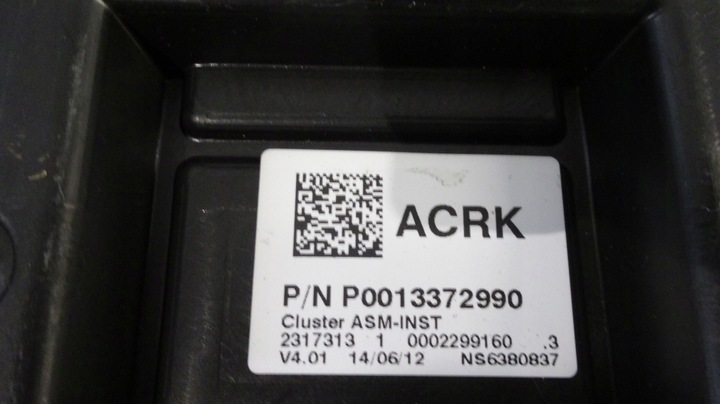 ACRK
P/N P0013372990
Cluster ASM-INST
2317313 1 0002299160 .3
V4.01 14/06/12 NS6380837